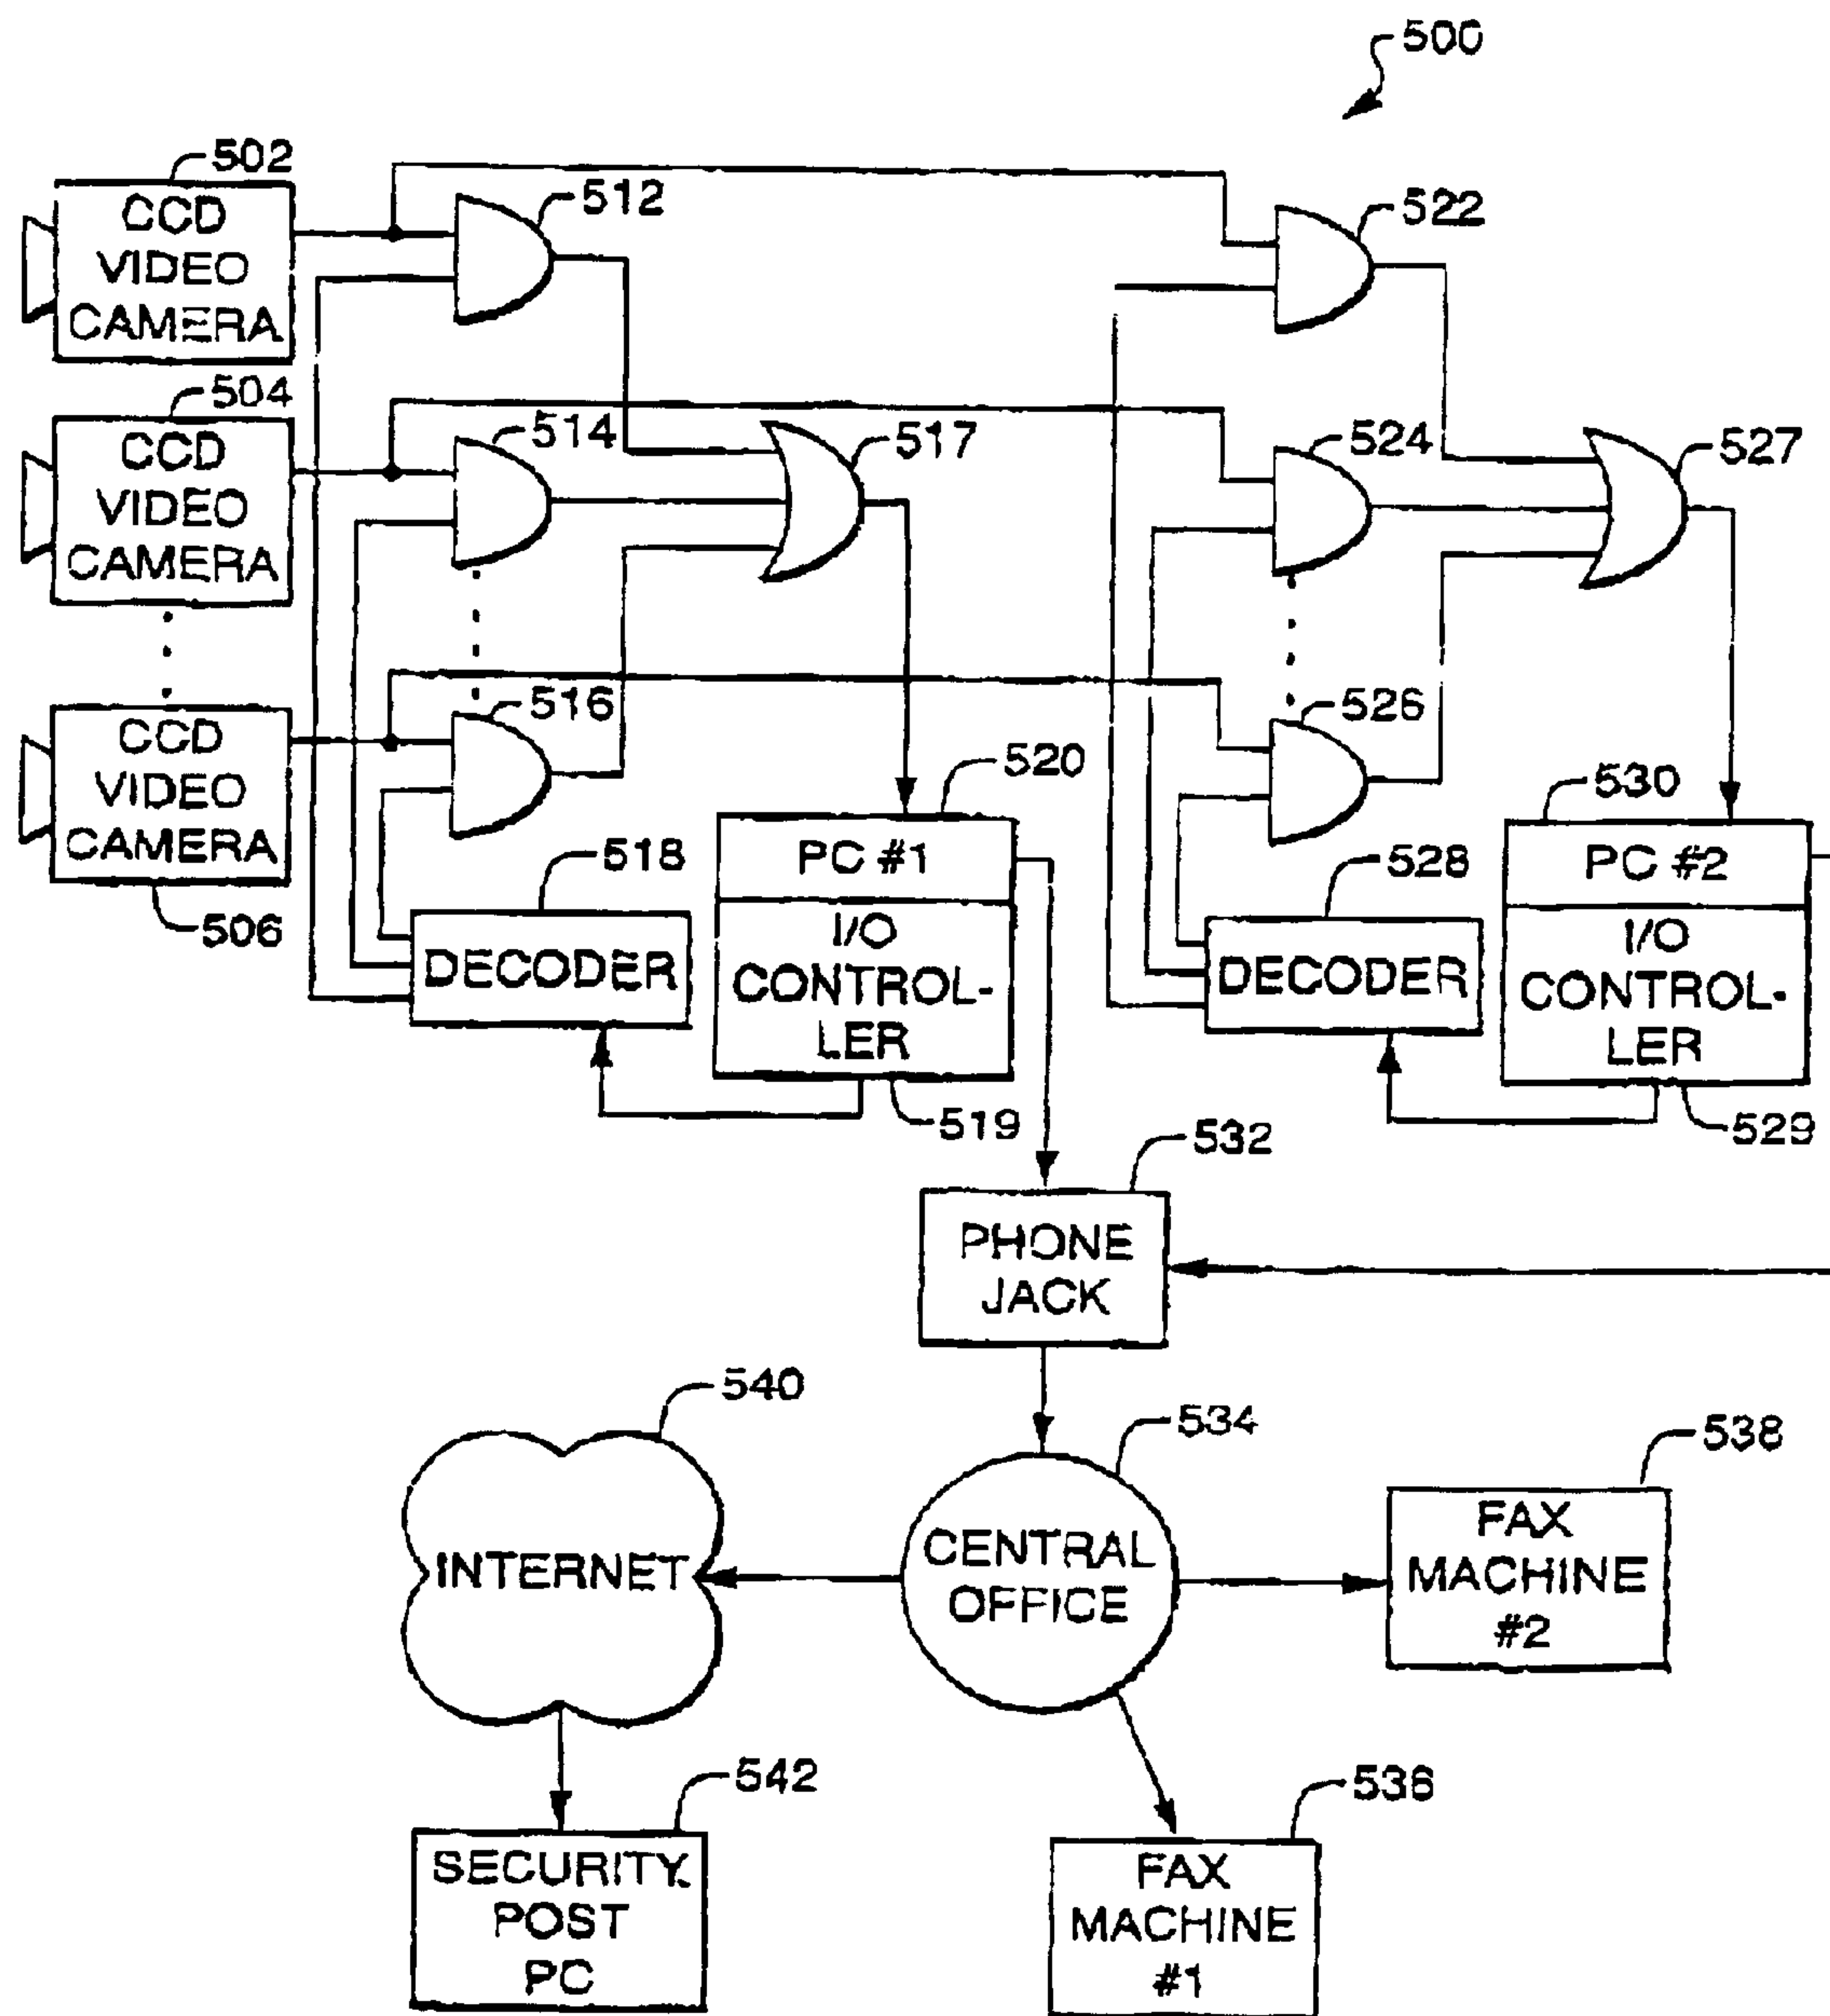 500
502
CCD
VIDEO
CAMERA
512
522
504
CCD
VIDEO
CAMERA
514
517
524
527
CCD
VIDEO
CAMERA
506
516
520
526
530
518
PC #1
528
PC #2
DECODER
I/O
CONTROL-
LER
DECODER
I/O
CONTROL-
LER
519
529
532
PHONE
JACK
540
534
538
INTERNET
CENTRAL
OFFICE
FAX
MACHINE
#2
542
536
SECURITY
POST
PC
FAX
MACHINE
#1